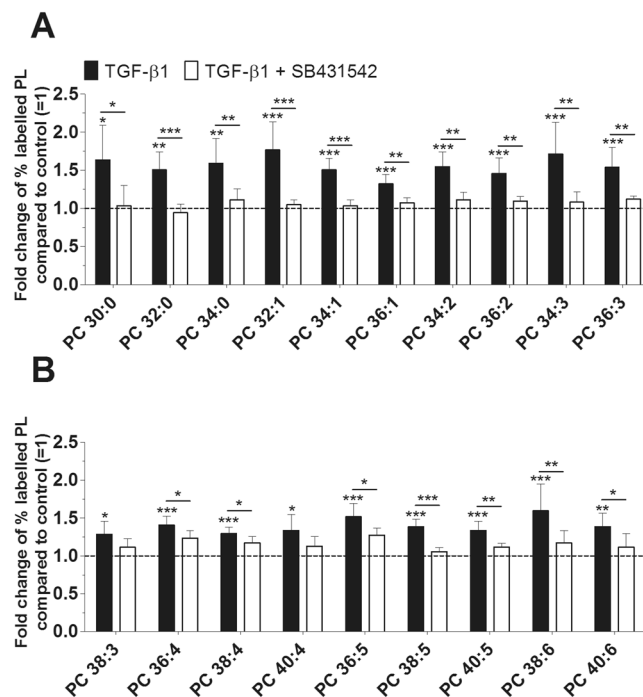 A
TGF-β1 TGF-β1 + SB431542
Fold change of % labelled PL
compared to control (=1)
2.5
2.0
1.5
1.0
0.5
0.0
* ** ** *** *** *** *** *** *** ***
* *** ** *** *** ** ** ** ** **
PC 30:0 PC 32:0 PC 34:0 PC 32:1 PC 34:1 PC 36:1 PC 34:2 PC 36:2 PC 34:3 PC 36:3
B
Fold change of % labelled PL
compared to control (=1)
2.5
2.0
1.5
1.0
0.5
0.0
* *** *** * *** *** *** *** **
* * * *** ** ** *
PC 38:3 PC 36:4 PC 38:4 PC 40:4 PC 36:5 PC 38:5 PC 40:5 PC 38:6 PC 40:6